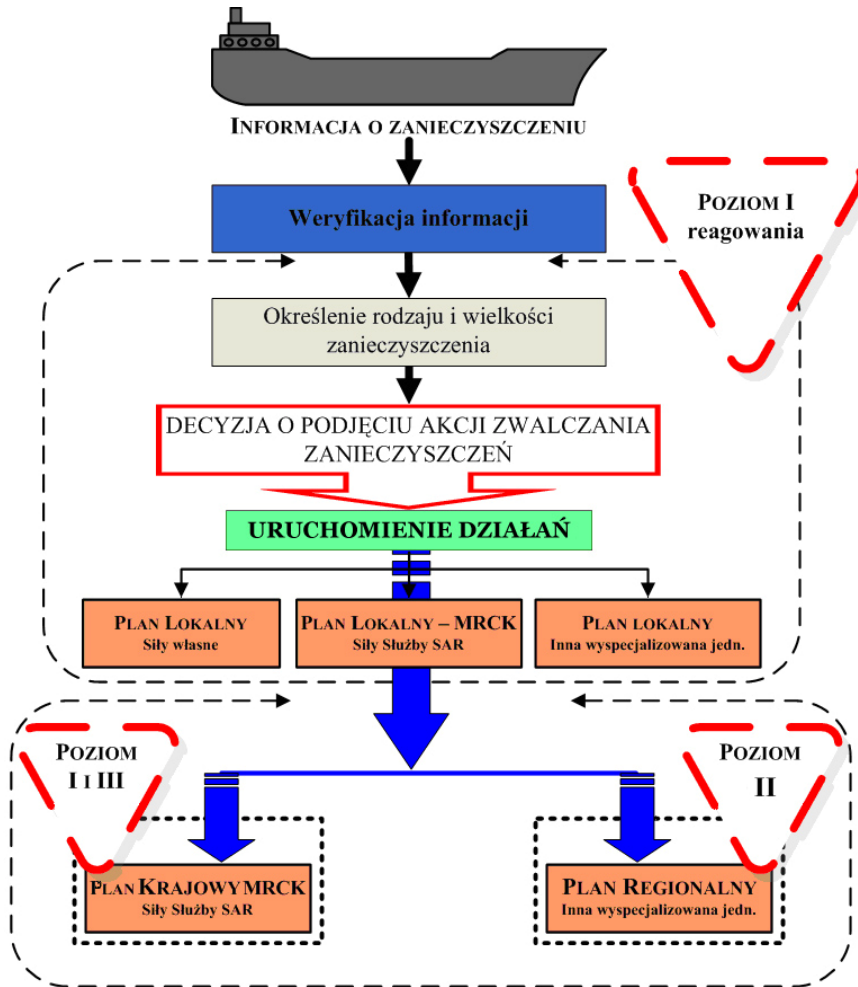 INFORMACJA O ZANIECZYSZCZENIU
Weryfikacja informacji
POZIOM I
reagowania
Określenie rodzaju i wielkości
zanieczyszczenia
DECYZJA O PODJĘCIU AKCJI ZWALCZANIA
ZANIECZYSZCZEŃ
URUCHOMIENIE DZIAŁAŃ
PLAN LOKALNY
Siły własne
PLAN LOKALNY – MRCK
Siły Służby SAR
PLAN LOKALNY
Inna wyspecjalizowana jedn.
POZIOM
I I III
POZIOM
II
PLAN KRAJOWY MRCK
Siły Służby SAR
PLAN REGIONALNY
Inna wyspecjalizowana jedn.